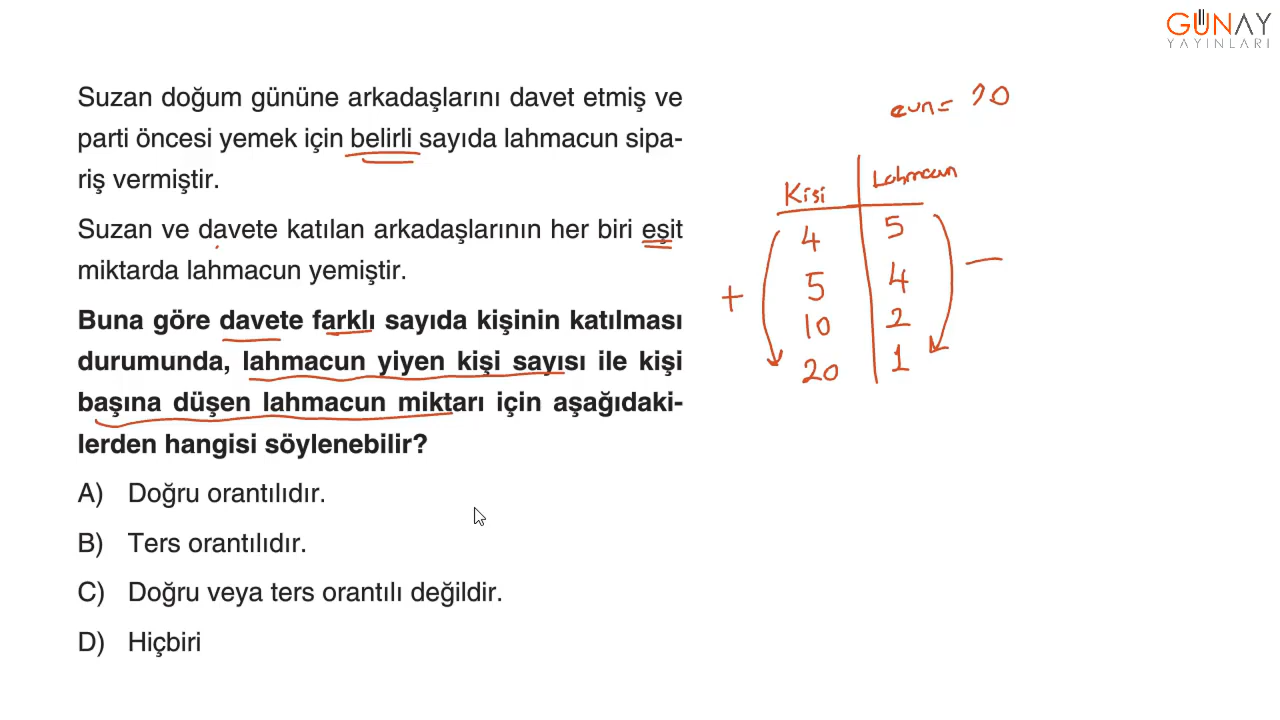 GÜNAY
YAYINLARI
Suzan doğum gününe arkadaşlarını davet etmiş ve
parti öncesi yemek için belirli sayıda lahmacun sipa-
riş vermiştir.
Suzan ve davete katılan arkadaşlarının her biri eşit
miktarda lahmacun yemiştir.
Buna göre davete farklı sayıda kişinin katılması
durumunda, lahmacun yiyen kişi sayısı ile kişi
başına düşen lahmacun miktarı için aşağıdaki-
lerden hangisi söylenebilir?
A) Doğru orantılıdır.
B) Ters orantılıdır.
C) Doğru veya ters orantılı değildir.
D) Hiçbiri
cun= 20
Kişi Lahmacun
4 5
5 4
+ 10 2 —
20 1